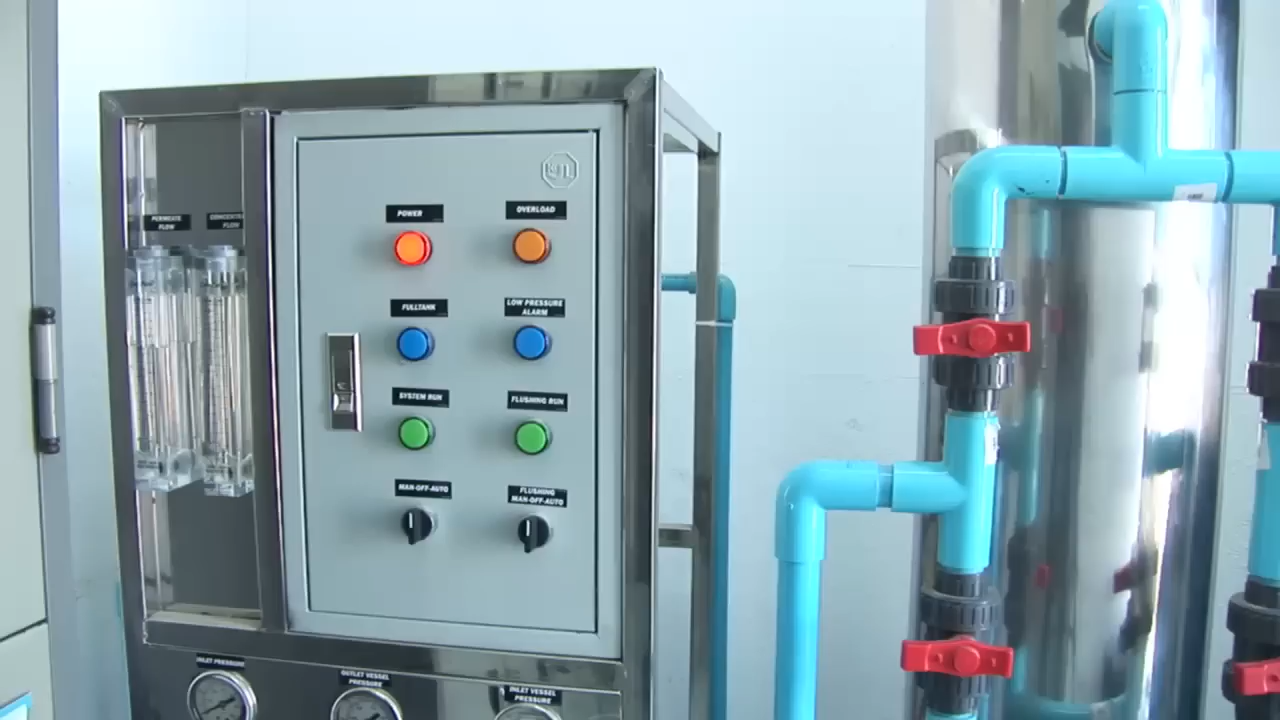 PERMEATE
FLOW
FLOW
POWER
OVERLOAD
FULLTANK
LOW PRESSURE
ALARM
SYSTEM RUN
FLUSHING RUN
MAN-OFF-AUTO
FLUSHING
MAN-OFF-AUTO
INLET PRESSURE
OUTLET VESSEL
PRESSURE
INLET VESSEL
PRESSURE